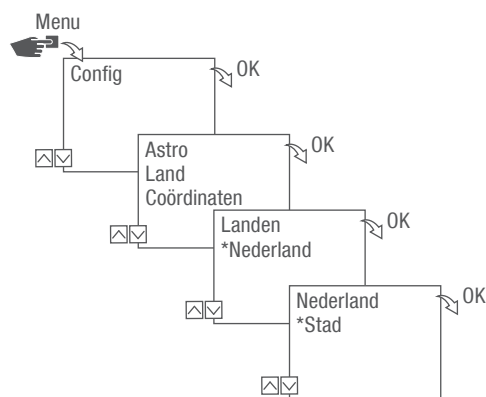 Menu
Config
OK
Astro
Land
Coördinaten
OK
Landen
*Nederland
OK
Nederland
*Stad
OK